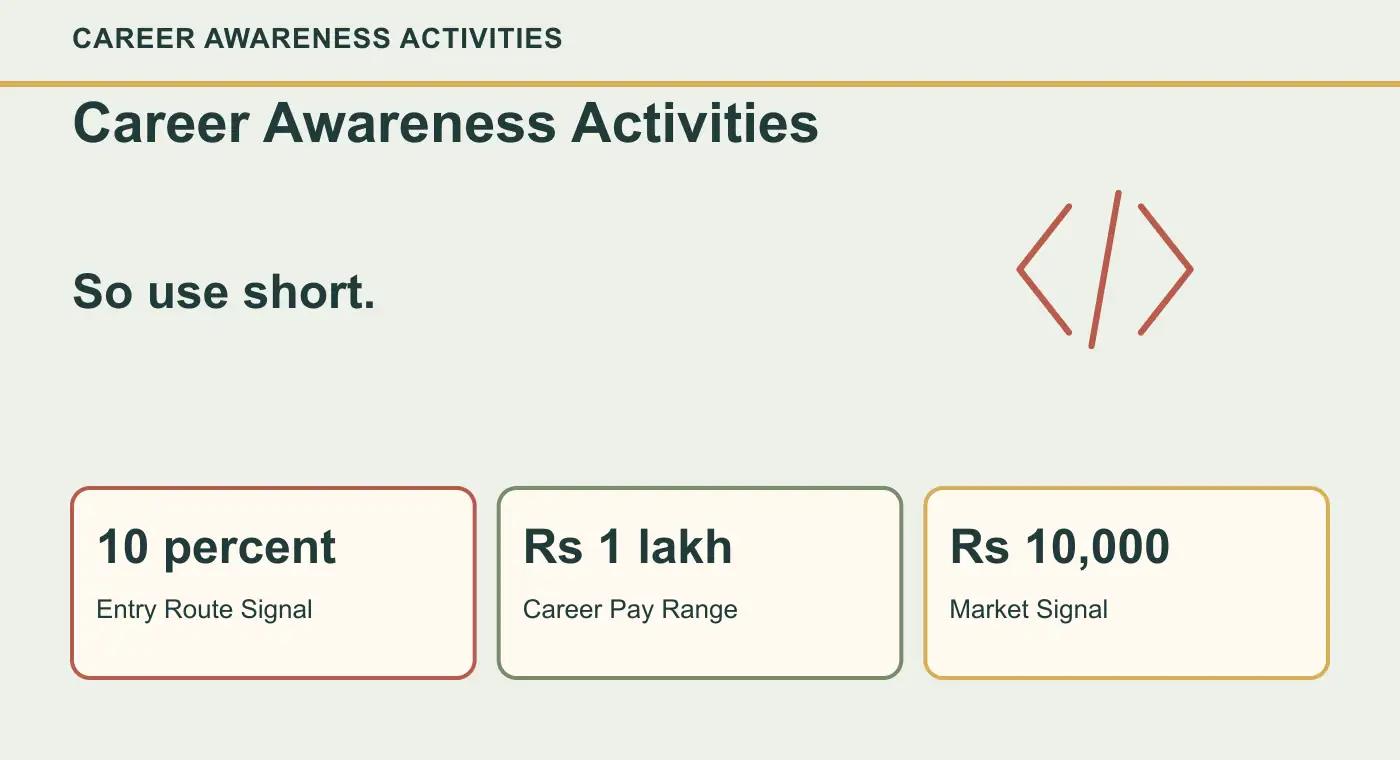 CAREER AWARENESS ACTIVITIES
Career Awareness Activities
So use short.
10 percent
Entry Route Signal
Rs 1 lakh
Career Pay Range
Rs 10,000
Market Signal